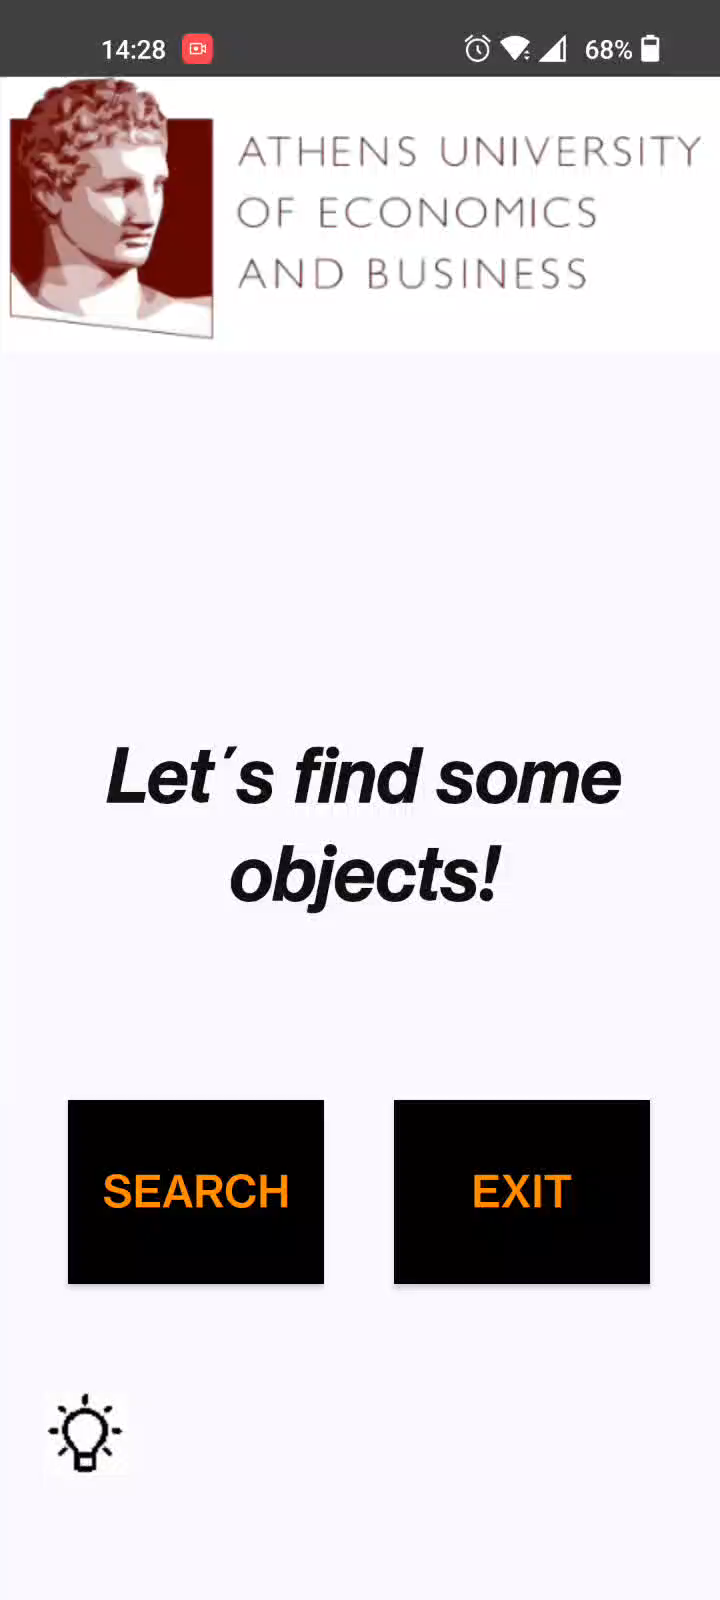 14:28
68%
ATHENS UNIVERSITY
OF ECONOMICS
AND BUSINESS
Let´s find some
objects!
SEARCH
EXIT